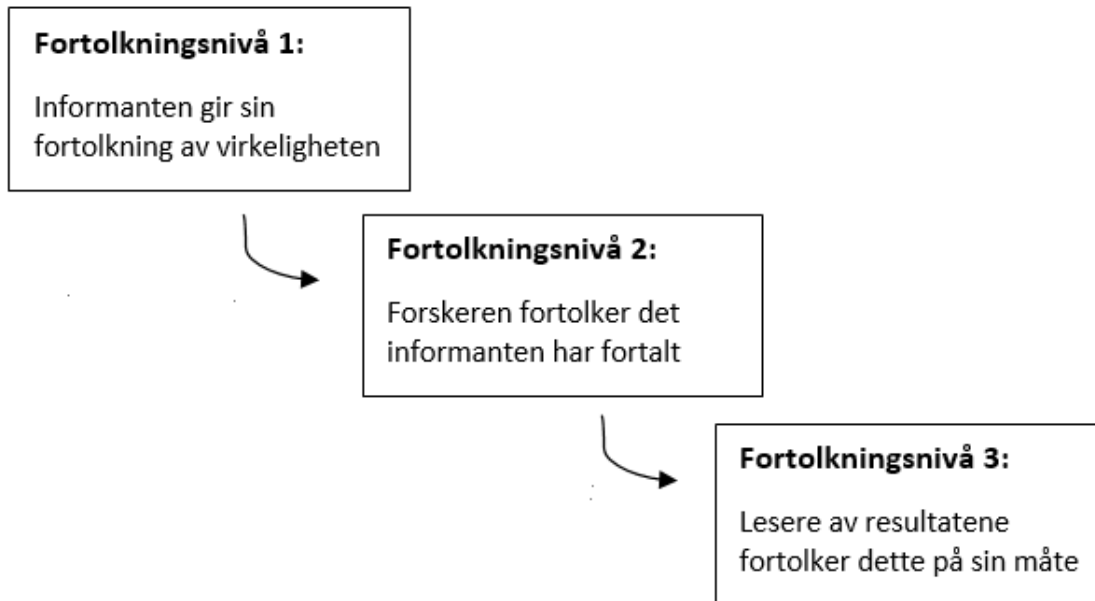 Fortolkningsnivå 1:
Informanten gir sin
fortolkning av virkeligheten
Fortolkningsnivå 2:
Forskeren fortolker det
informanten har fortalt
Fortolkningsnivå 3:
Lesere av resultatene
fortolker dette på sin måte